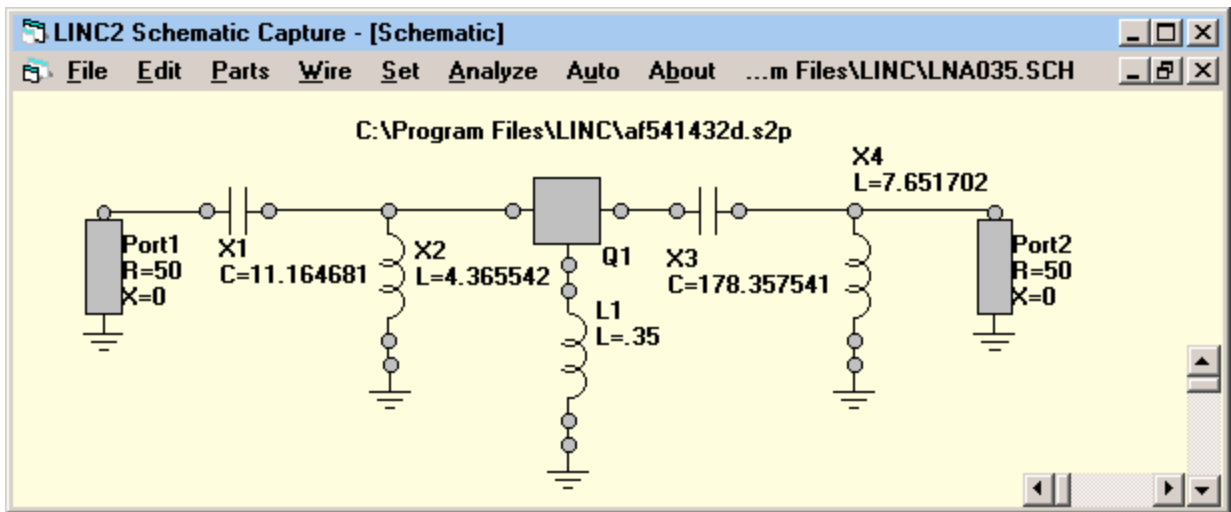 LINC2 Schematic Capture - [Schematic]
File Edit Parts Wire Set Analyze Auto About ...m Files\LINC\LNA035.SCH
C:\Program Files\LINC\af541432d.s2p
X4
L=7.651702
Port1
R=50
X=0
X1
C=11.164681
X2
L=4.365542
Q1
L1
L=.35
X3
C=178.357541
Port2
R=50
X=0